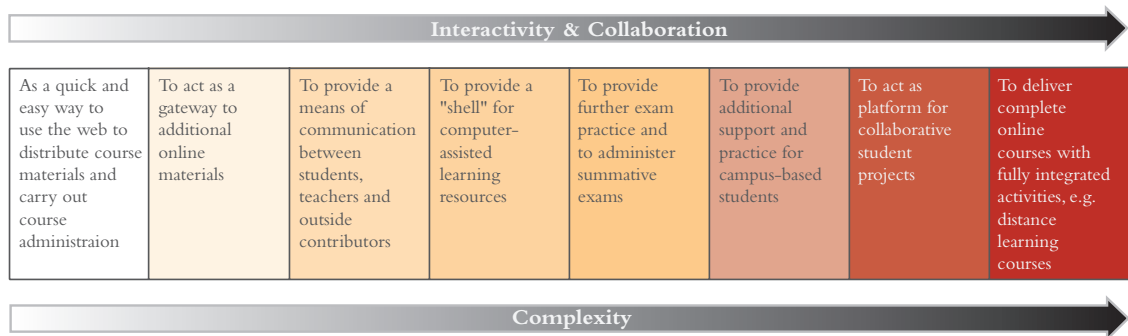 Interactivity & Collaboration
As a quick and
easy way to
use the web to
distribute course
materials and
carry out
course
administraion
To act as a
gateway to
additional
online
materials
To provide a
means of
communication
between
students,
teachers and
outside
contributors
To provide a
"shell" for
computer-
assisted
learning
resources
To provide
further exam
practice and
to administer
summative
exams
To provide
additional
support and
practice for
campus-based
students
To act as
platform for
collaborative
student
projects
To deliver
complete
online
courses with
fully integrated
activities, e.g.
distance
learning
courses
Complexity